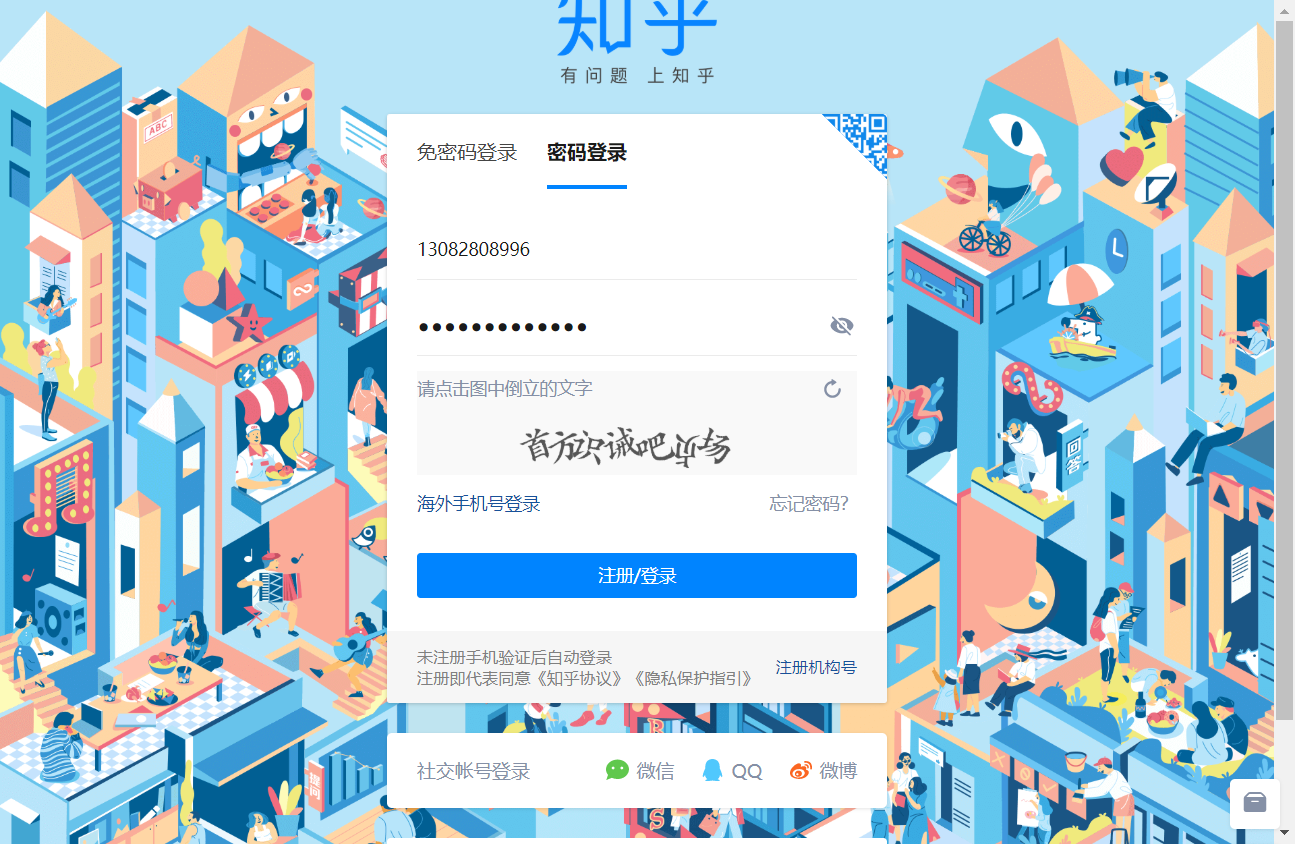 知乎
有问题 上知乎
ABC
免密码登录 密码登录
13082808996
请点击图中倒立的文字
首方识诫吧场
海外手机号登录 忘记密码?
回答
注册/登录
未注册手机验证后自动登录
注册即代表同意《知乎协议》《隐私保护指引》
注册机构号
社交帐号登录 微信 QQ 微博
提问
R
S